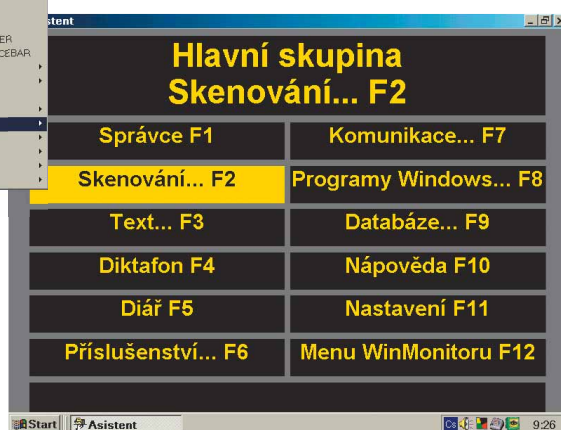 stent
ER
CEBAR
Hlavní skupina
Skenování... F2
Správce F1
Komunikace... F7
Skenování... F2
Programy Windows... F8
Text... F3
Databáze... F9
Diktafon F4
Nápověda F10
Diář F5
Nastavení F11
Příslušenství... F6
Menu WinMonitoru F12
Start
Asistent
Cs
9:26